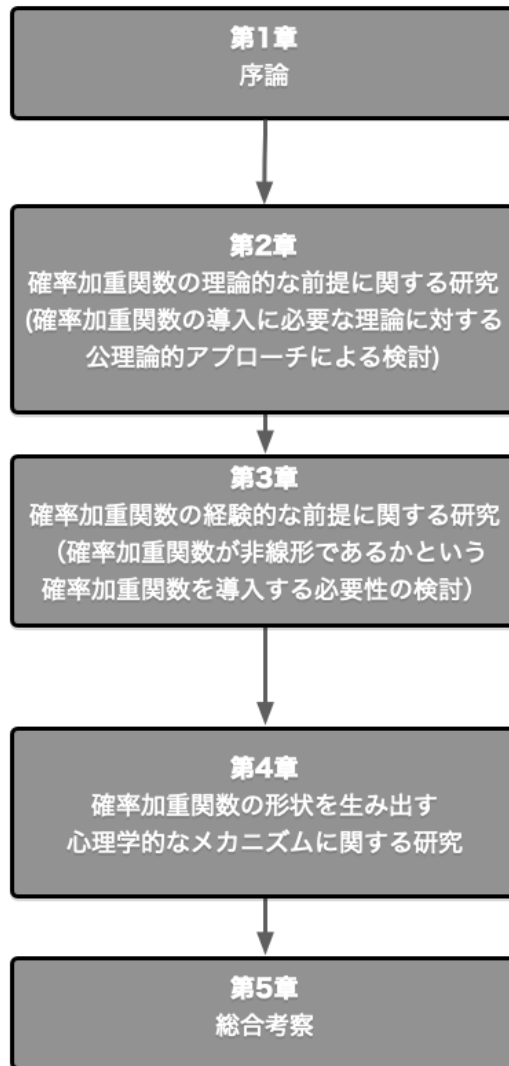 第1章
序論
第2章
確率加重関数の理論的な前提に関する研究
(確率加重関数の導入に必要な理論に対する
公理論的アプローチによる検討)
第3章
確率加重関数の経験的な前提に関する研究
（確率加重関数が非線形であるかという
確率加重関数を導入する必要性の検討）
第4章
確率加重関数の形状を生み出す
心理学的なメカニズムに関する研究
第5章
総合考察